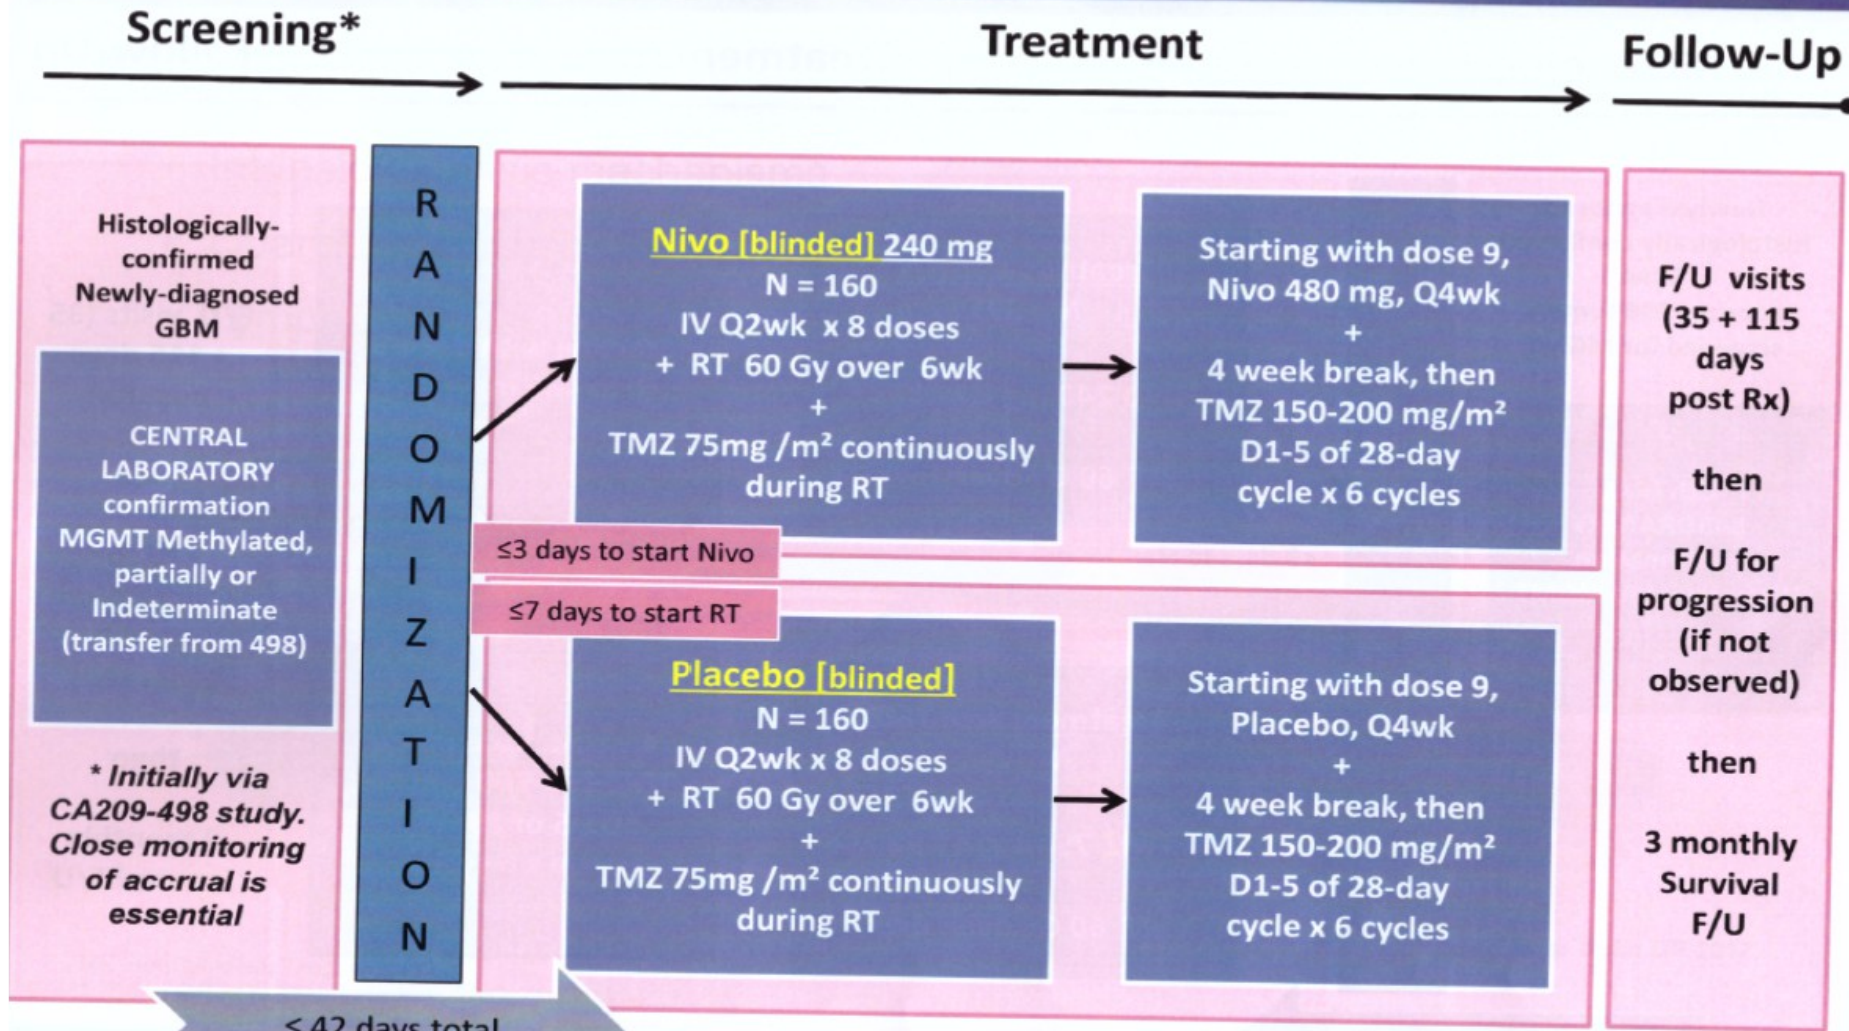 Screening*
Treatment
Follow-Up
Histologically-
confirmed
Newly-diagnosed
GBM
CENTRAL
LABORATORY
confirmation
MGMT Methylated,
partially or
Indeterminate
(transfer from 498)
* Initially via
CA209-498 study.
Close monitoring
of accrual is
essential
RANDOMIZATION
Nivo [blinded] 240 mg
N = 160
IV Q2wk x 8 doses
+ RT 60 Gy over 6wk
+
TMZ 75mg /m² continuously
during RT
Starting with dose 9,
Nivo 480 mg, Q4wk
+
4 week break, then
TMZ 150-200 mg/m²
D1-5 of 28-day
cycle x 6 cycles
≤3 days to start Nivo
≤7 days to start RT
Placebo [blinded]
N = 160
IV Q2wk x 8 doses
+ RT 60 Gy over 6wk
+
TMZ 75mg /m² continuously
during RT
Starting with dose 9,
Placebo, Q4wk
+
4 week break, then
TMZ 150-200 mg/m²
D1-5 of 28-day
cycle x 6 cycles
F/U visits
(35 + 115
days
post Rx)
then
F/U for
progression
(if not
observed)
then
3 monthly
Survival
F/U
≤ 42 days total